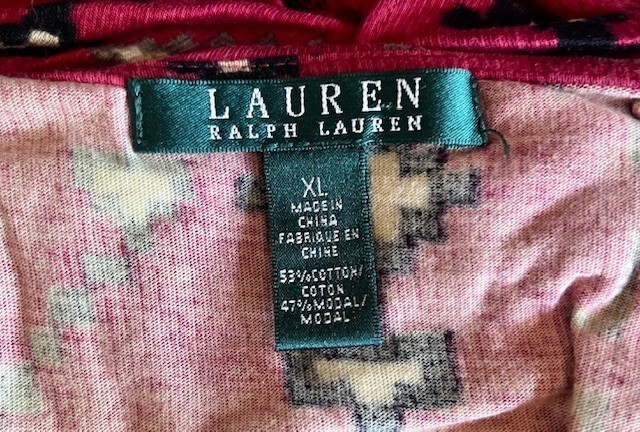 LAUREN
RALPH LAUREN
XL
MADE IN
CHINA
FABRIQUE EN
CHINE
53%COTTON/
COTON
47%MODAL/
MODAL